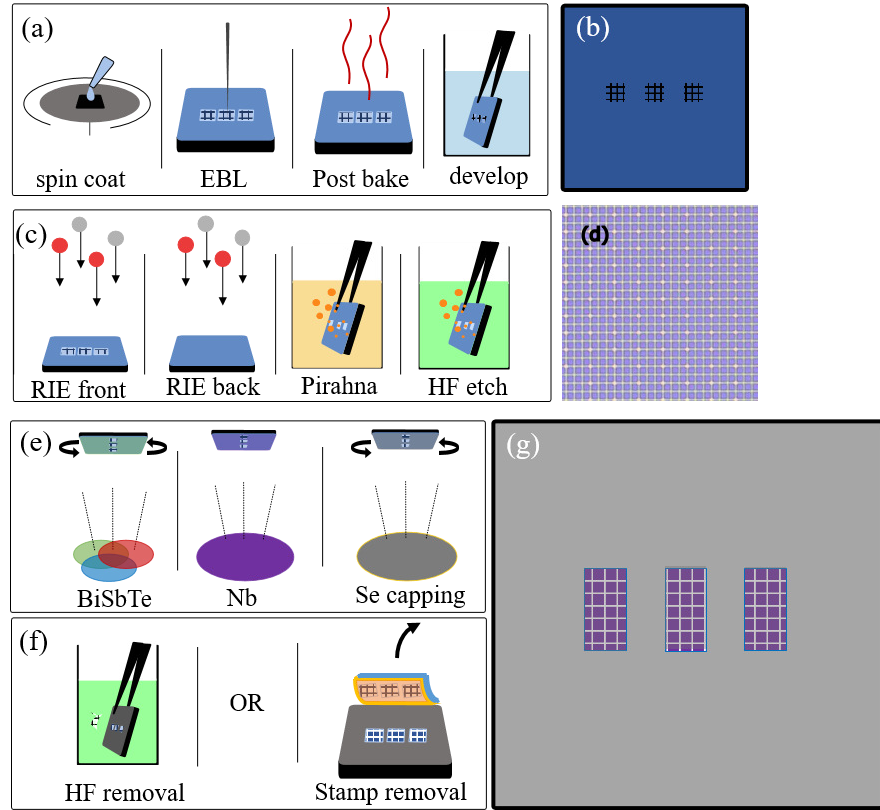 (a)
spin coat
EBL
Post bake
develop
(b)
(c)
RIE front
RIE back
Pirahna
HF etch
(d)
(e)
BiSbTe
Nb
Se capping
(f)
HF removal
OR
Stamp removal
(g)